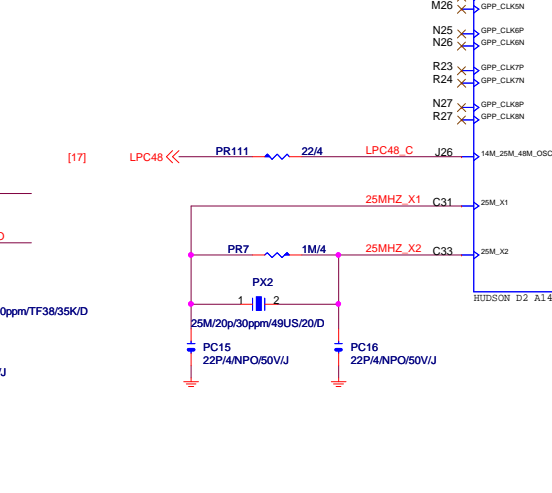 M26 GPP_CLK5N
N25 GPP_CLK6P
N26 GPP_CLK6N
R23 GPP_CLK7P
R24 GPP_CLK7N
N27 GPP_CLK8P
R27 GPP_CLK8N
[17] LPC48 PR111 22/4 LPC48_C J26 14M_25M_48M_OSC
25MHZ_X1 C31 25M_X1
PR7 1M/4 25MHZ_X2 C33 25M_X2
PX2
1 2
HUDSON D2 A14
0ppm/TF38/35K/D
25M/20p/30ppm/49US/20/D
PC15 PC16
22P/4/NPO/50V/J 22P/4/NPO/50V/J
/J